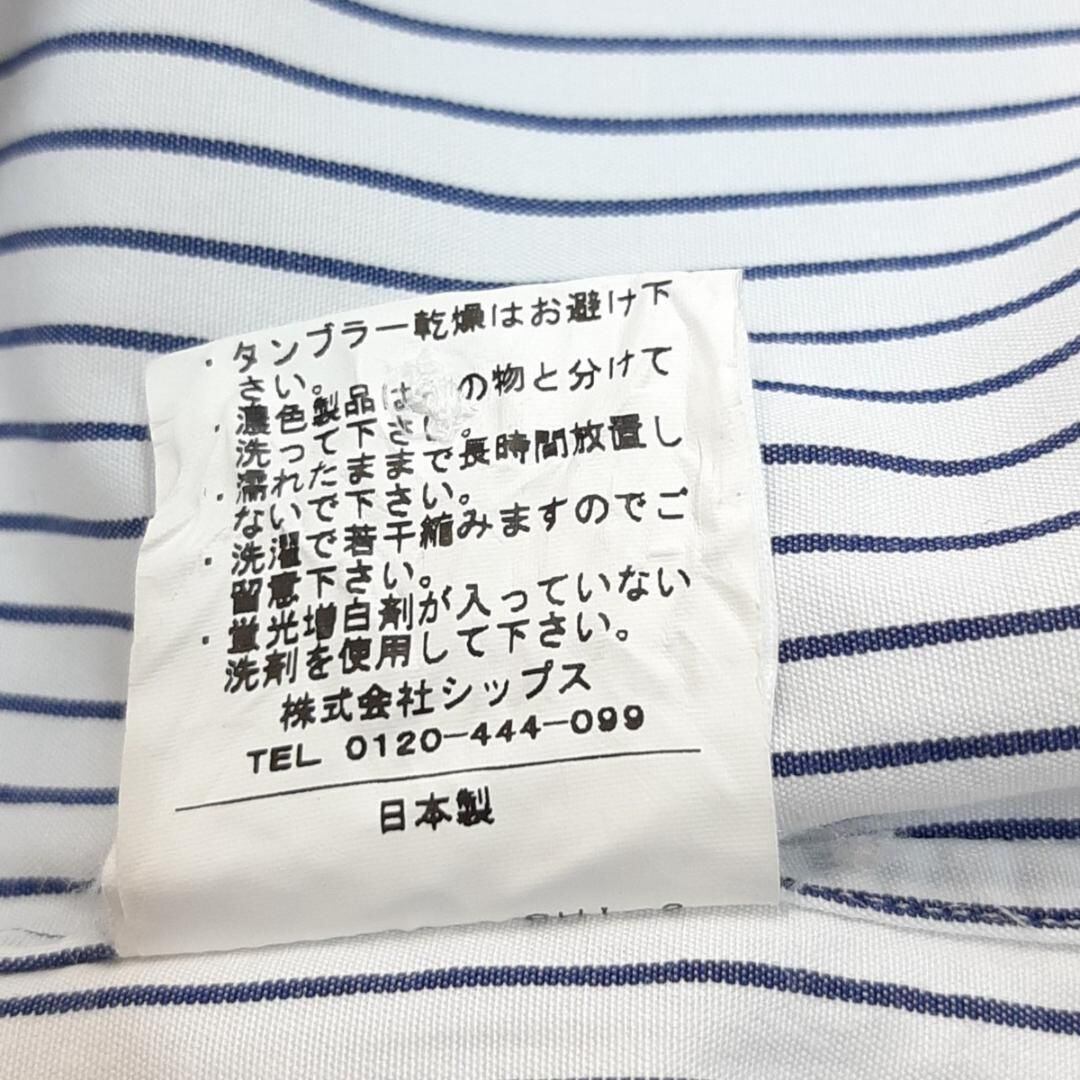 ・タンブラー乾燥はお避け下
さい。
・濃色製品は の物と分けて
洗って下さい。
・濡れたままで長時間放置し
ないで下さい。
・洗濯で若干縮みますのでご
留意下さい。
・蛍光増白剤が入っていない
洗剤を使用して下さい。
株式会社シップス
TEL 0120-444-099
日本製